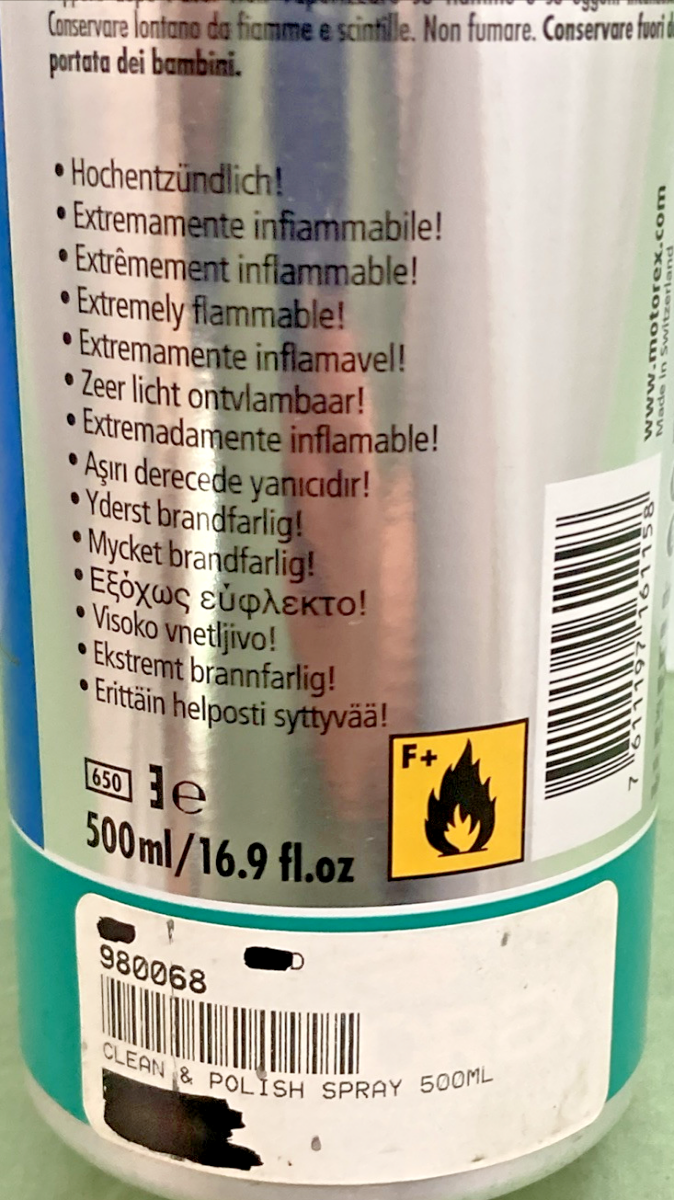 Conservare lontano da fiamme e scintille. Non fumare. Conservare fuori
portata dei bambini.
• Hochentzündlich!
• Extremamente infiammabile!
• Extrêmement inflammable!
• Extremely flammable!
• Extremamente inflamavel!
• Zeer licht ontvlambaar!
• Extremadamente inflamable!
• Aşırı derecede yanıcıdır!
• Yderst brandfarlig!
• Mycket brandfarlig!
• Εξόχως εύφλεκτο!
• Visoko vnetljivo!
• Ekstremt brannfarlig!
• Erittäin helposti syttyvää!
F+
650 ℮
500ml/16.9 fl.oz
www.motorex.com
Made in Switzerland
7 611197 161158
980068
CLEAN & POLISH SPRAY 500ML